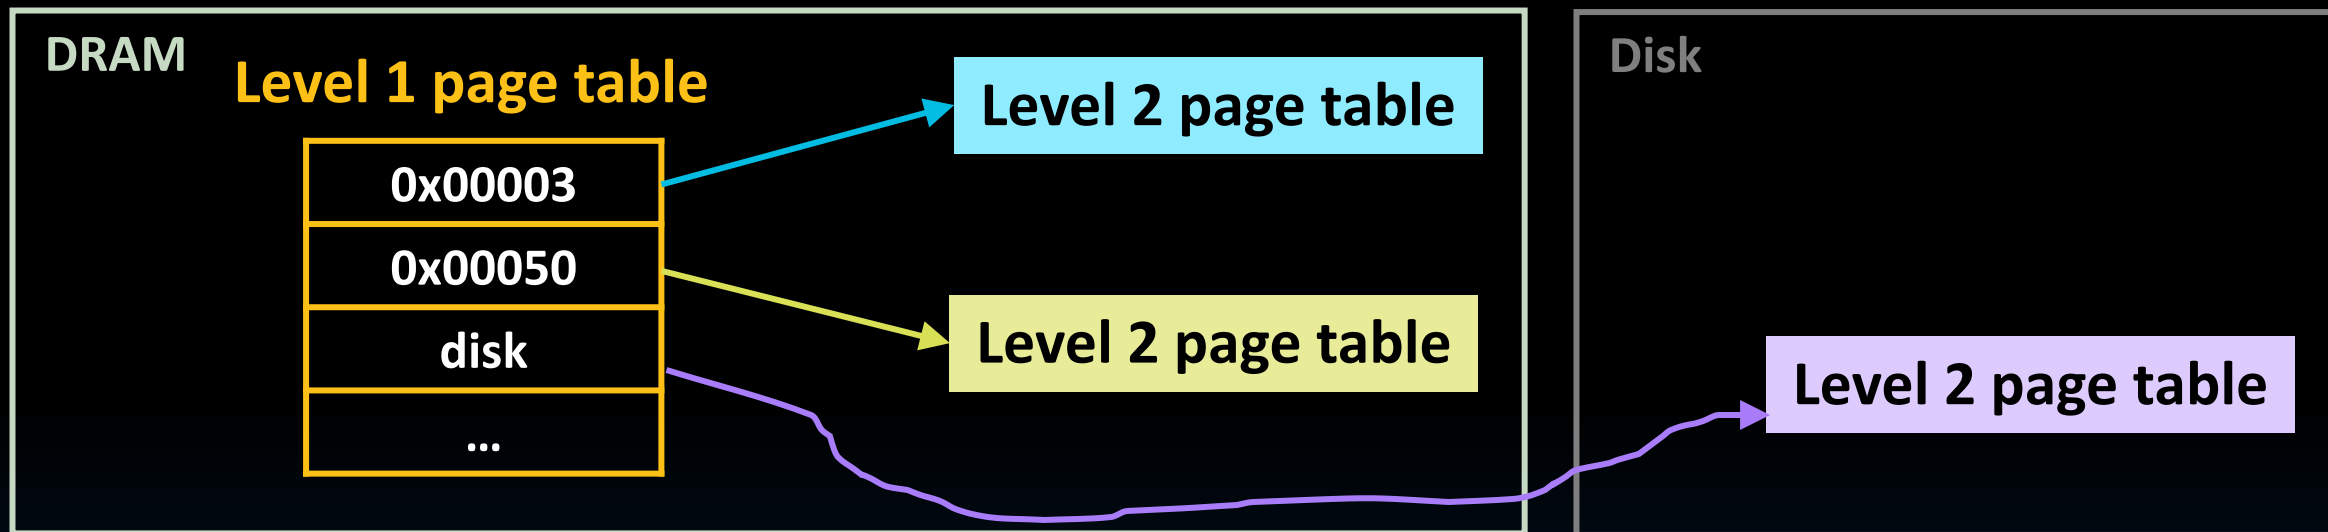 DRAM
Level 1 page table
0x00003
0x00050
disk
...
Level 2 page table
Level 2 page table
Disk
Level 2 page table